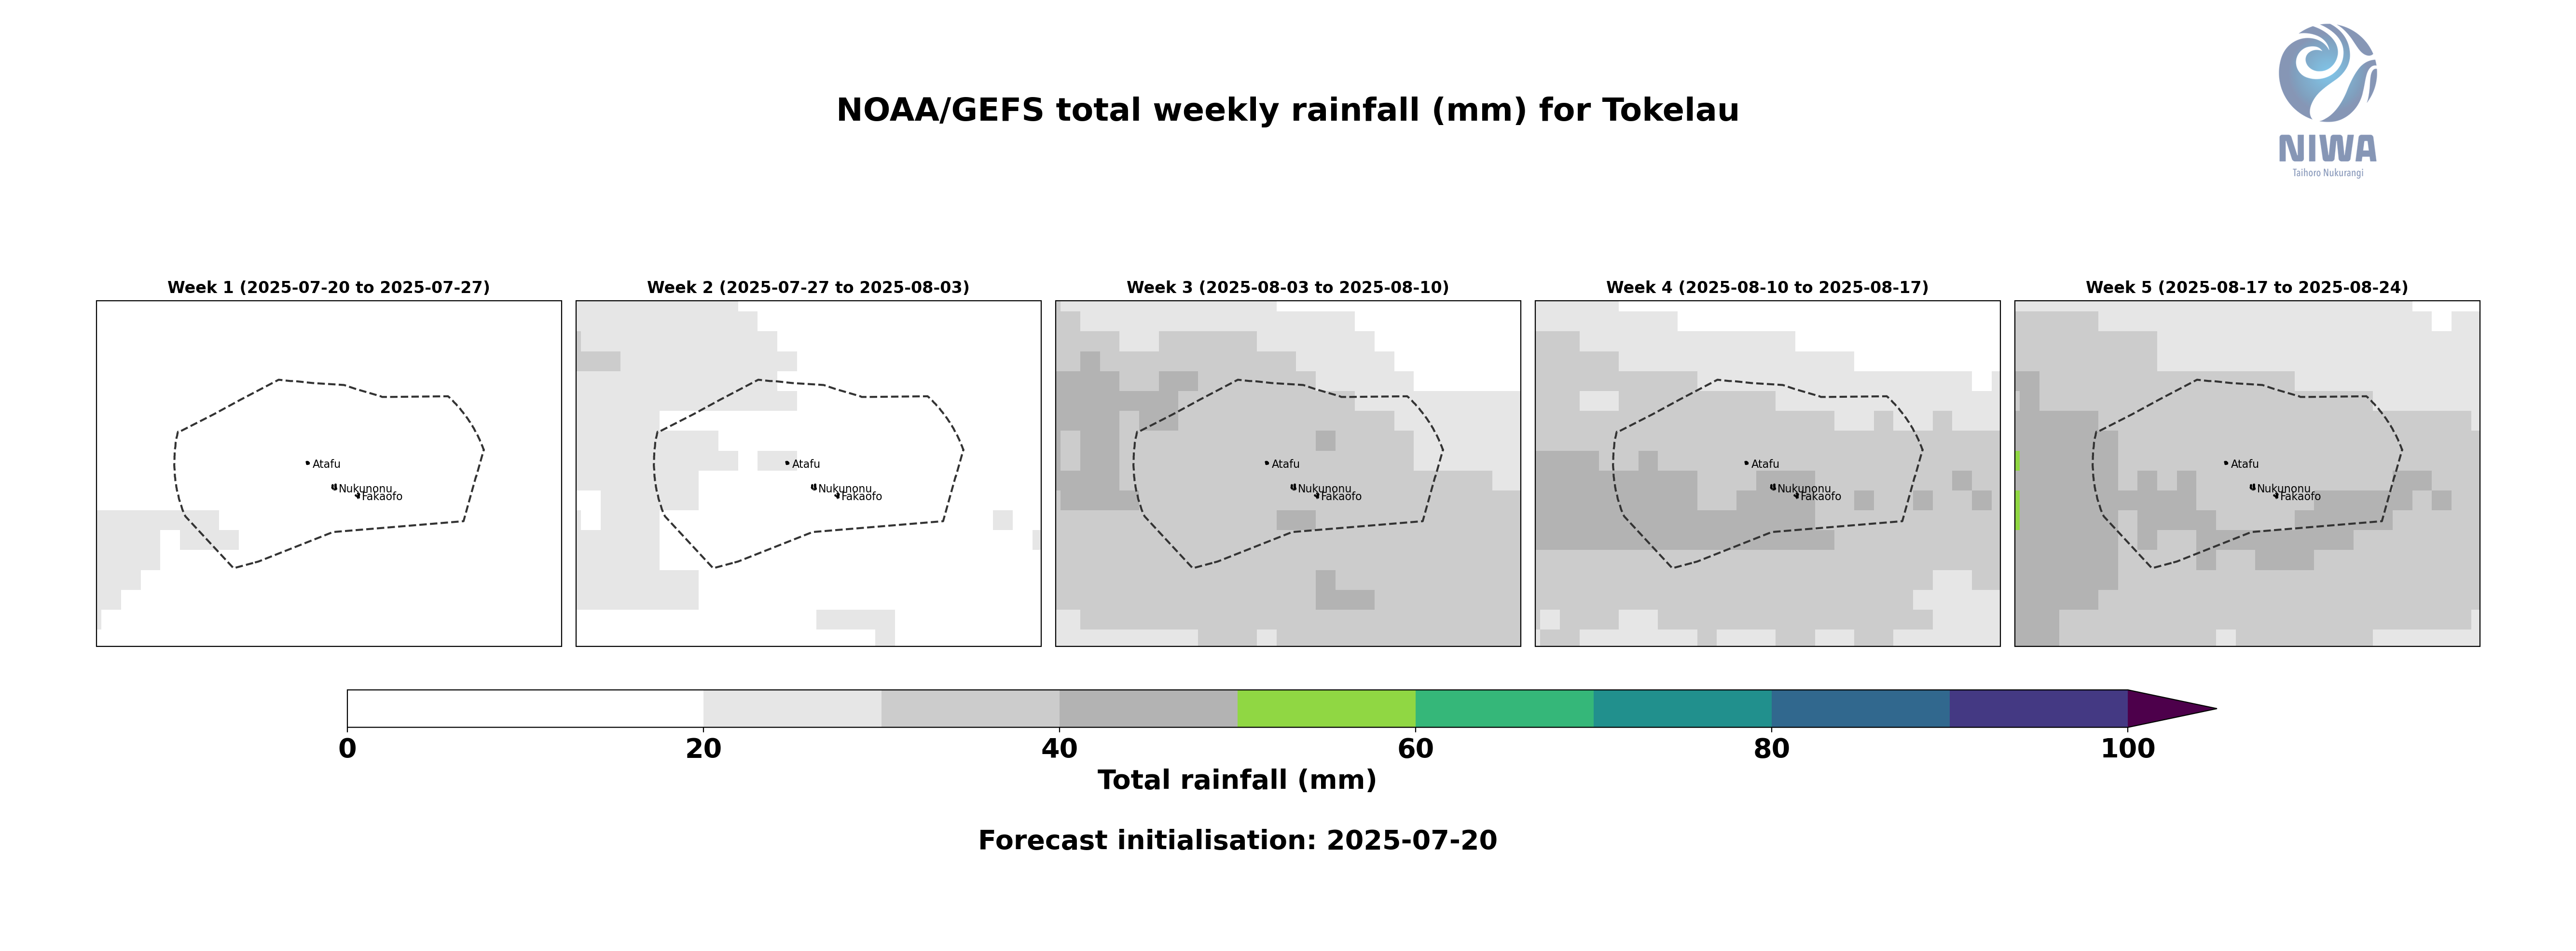 NOAA/GEFS total weekly rainfall (mm) for Tokelau
NIWA
Taihoro Nukurangi
Week 1 (2025-07-20 to 2025-07-27)
Week 2 (2025-07-27 to 2025-08-03)
Week 3 (2025-08-03 to 2025-08-10)
Week 4 (2025-08-10 to 2025-08-17)
Week 5 (2025-08-17 to 2025-08-24)
Atafu
Nukunonu
Fakaofo
Atafu
Nukunonu
Fakaofo
Atafu
Nukunonu
Fakaofo
Atafu
Nukunonu
Fakaofo
Atafu
Nukunonu
Fakaofo
0 20 40 60 80 100
Total rainfall (mm)
Forecast initialisation: 2025-07-20